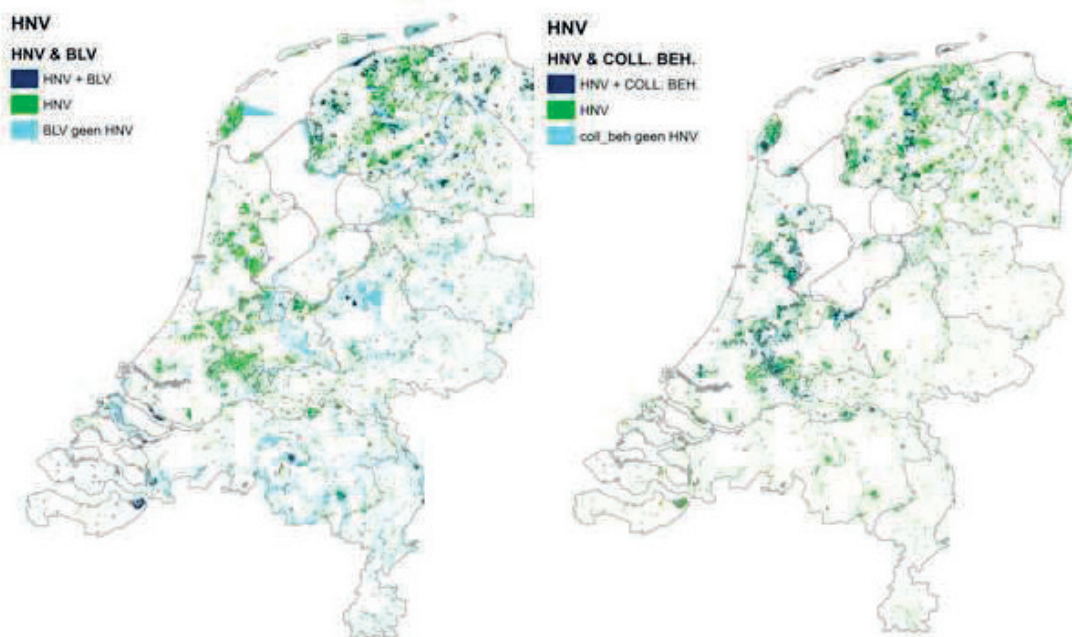 HNV
HNV & BLV
HNV + BLV
HNV
BLV geen HNV
HNV
HNV & COLL. BEH.
HNV + COLL. BEH.
HNV
coll_beh geen HNV